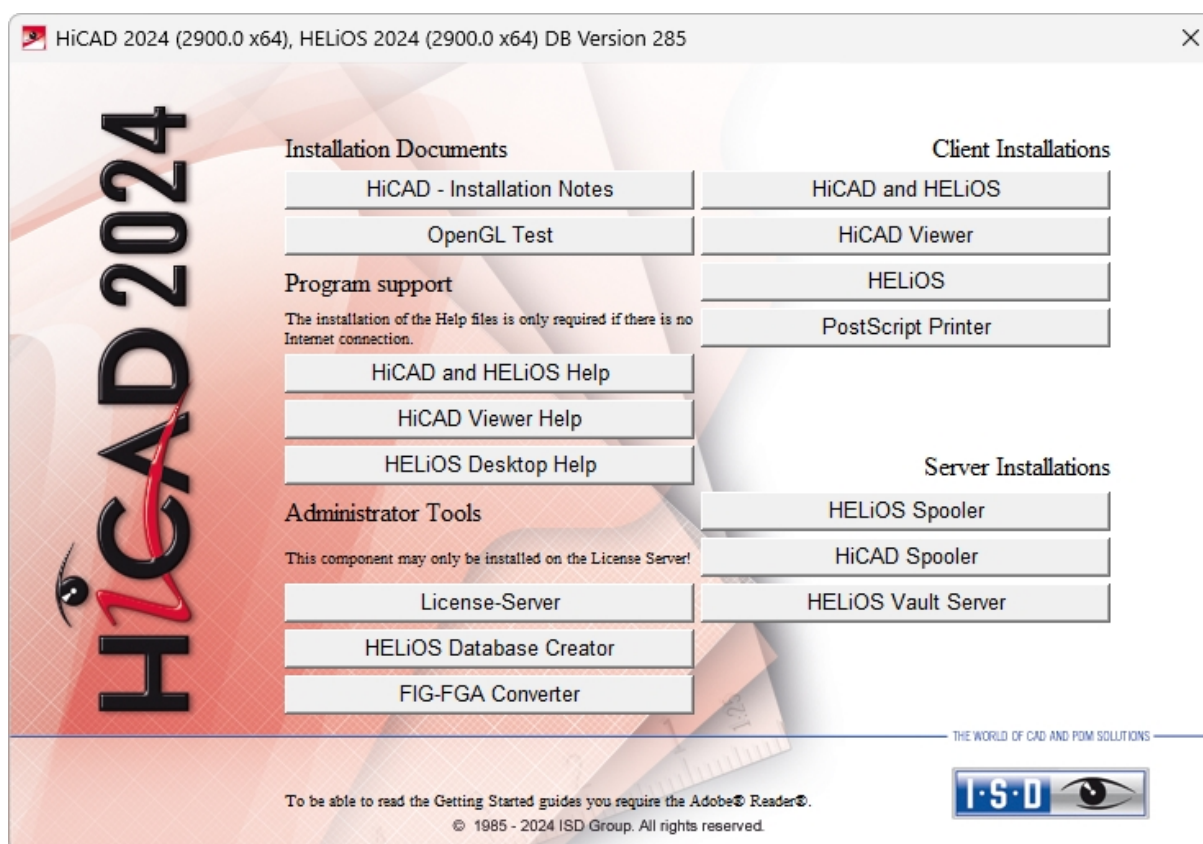 HiCAD 2024 (2900.0 x64), HELiOS 2024 (2900.0 x64) DB Version 285
HiCAD 2024
Installation Documents
HiCAD - Installation Notes
OpenGL Test
Program support
The installation of the Help files is only required if there is no
Internet connection.
HiCAD and HELiOS Help
HiCAD Viewer Help
HELiOS Desktop Help
Administrator Tools
This component may only be installed on the License Server!
License-Server
HELiOS Database Creator
FIG-FGA Converter
Client Installations
HiCAD and HELiOS
HiCAD Viewer
HELiOS
PostScript Printer
Server Installations
HELiOS Spooler
HiCAD Spooler
HELiOS Vault Server
1:25
THE WORLD OF CAD AND PDM SOLUTIONS
I·S·D
To be able to read the Getting Started guides you require the Adobe® Reader®.
© 1985 - 2024 ISD Group. All rights reserved.